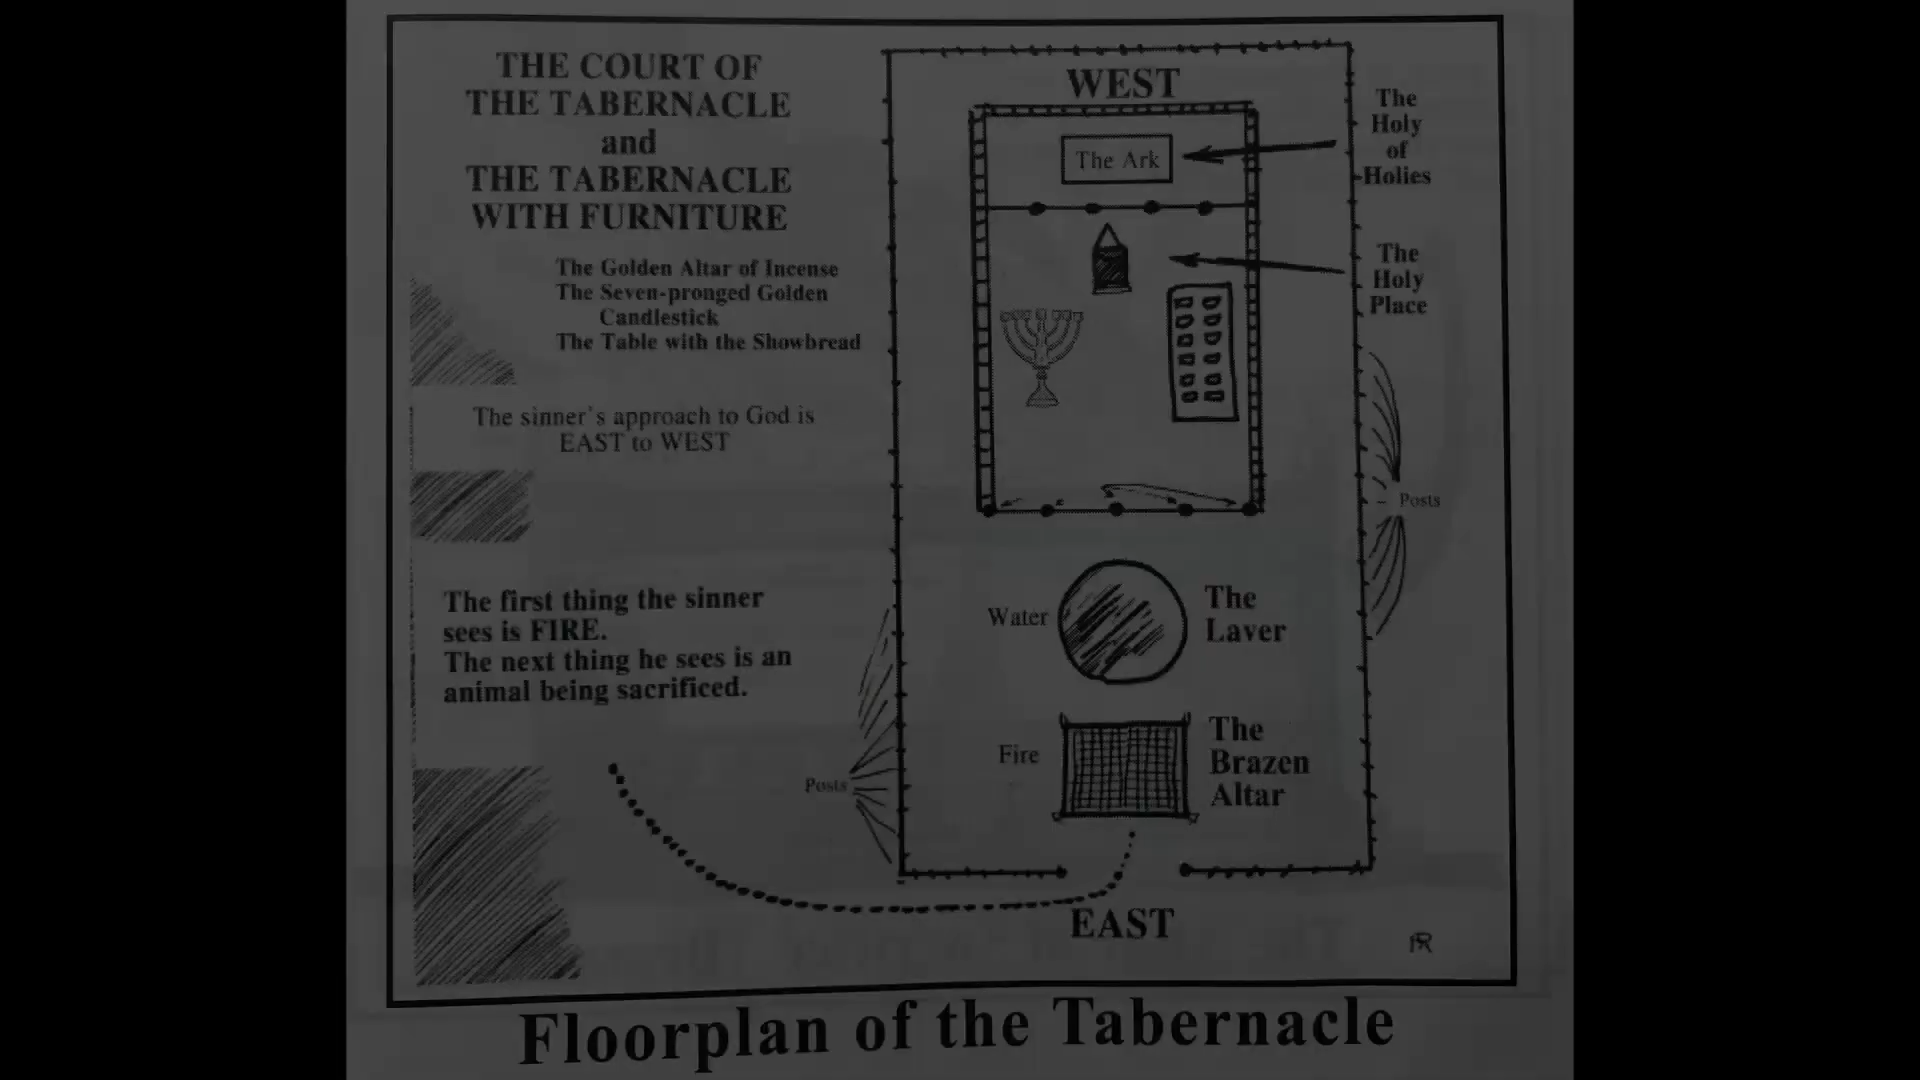 THE COURT OF
THE TABERNACLE
and
THE TABERNACLE
WITH FURNITURE
The Golden Altar of Incense
The Seven-pronged Golden
Candlestick
The Table with the Showbread
The sinner's approach to God is
EAST to WEST
The first thing the sinner
sees is FIRE.
The next thing he sees is an
animal being sacrificed.
WEST
The Ark
The
Holy
of
Holies
The
Holy
Place
Posts
Water
The
Laver
Fire
The
Brazen
Altar
Posts
EAST
Floorplan of the Tabernacle